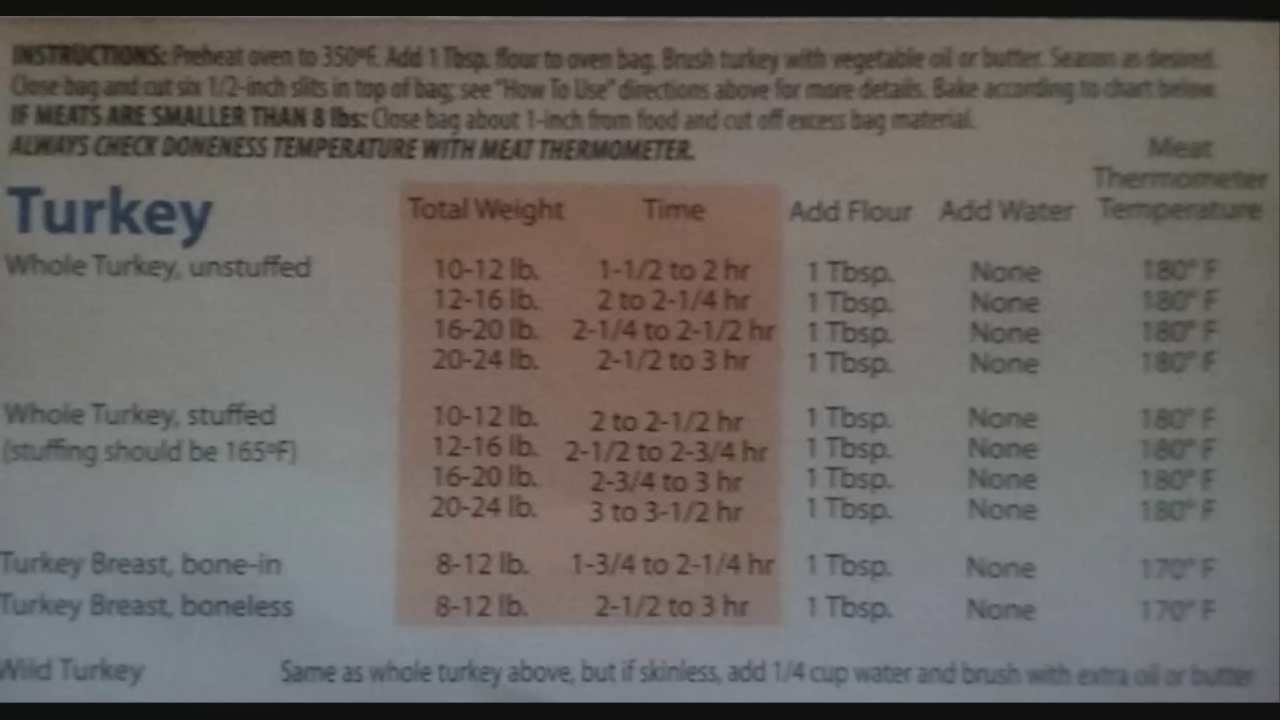 INSTRUCTIONS: Preheat oven to 350ºF. Add 1 Tbsp. flour to oven bag. Brush turkey with vegetable oil or butter. Season as desired.
Close bag and cut six 1/2-inch slits in top of bag; see "How To Use" directions above for more details. Bake according to chart below.
IF MEATS ARE SMALLER THAN 8 lbs: Close bag about 1-inch from food and cut off excess bag material.
ALWAYS CHECK DONENESS TEMPERATURE WITH MEAT THERMOMETER.
Turkey Total Weight Time Add Flour Add Water Meat Thermometer Temperature
Whole Turkey, unstuffed 10-12 lb. 1-1/2 to 2 hr 1 Tbsp. None 180° F
12-16 lb. 2 to 2-1/4 hr 1 Tbsp. None 180° F
16-20 lb. 2-1/4 to 2-1/2 hr 1 Tbsp. None 180° F
20-24 lb. 2-1/2 to 3 hr 1 Tbsp. None 180° F
Whole Turkey, stuffed 10-12 lb. 2 to 2-1/2 hr 1 Tbsp. None 180° F
(stuffing should be 165ºF) 12-16 lb. 2-1/2 to 2-3/4 hr 1 Tbsp. None 180° F
16-20 lb. 2-3/4 to 3 hr 1 Tbsp. None 180° F
20-24 lb. 3 to 3-1/2 hr 1 Tbsp. None 180° F
Turkey Breast, bone-in 8-12 lb. 1-3/4 to 2-1/4 hr 1 Tbsp. None 170° F
Turkey Breast, boneless 8-12 lb. 2-1/2 to 3 hr 1 Tbsp. None 170° F
Wild Turkey Same as whole turkey above, but if skinless, add 1/4 cup water and brush with extra oil or butter